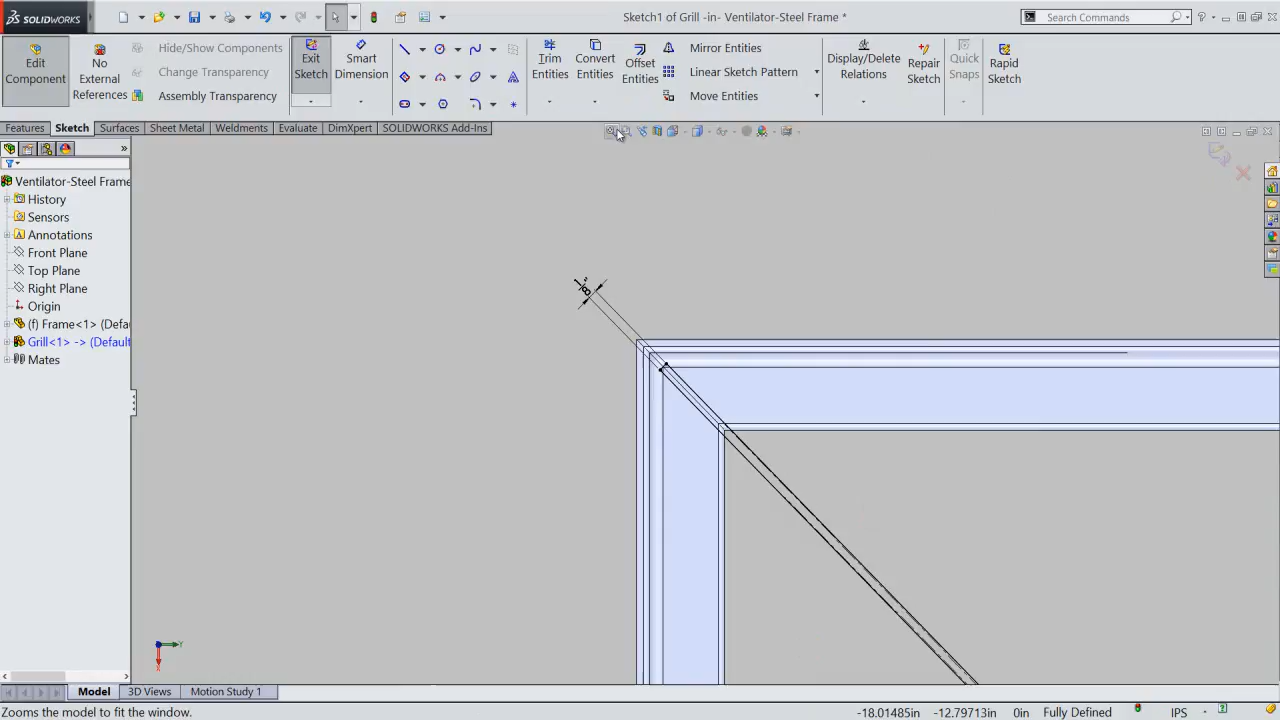 SOLIDWORKS
Sketch1 of Grill -in- Ventilator-Steel Frame *
Search Commands
Edit Component
No External References
Hide/Show Components
Change Transparency
Assembly Transparency
Exit Sketch
Smart Dimension
Trim Entities
Convert Entities
Offset Entities
Mirror Entities
Linear Sketch Pattern
Move Entities
Display/Delete Relations
Repair Sketch
Quick Snaps
Rapid Sketch
Features
Sketch
Surfaces
Sheet Metal
Weldments
Evaluate
DimXpert
SOLIDWORKS Add-Ins
Ventilator-Steel Frame
History
Sensors
Annotations
Front Plane
Top Plane
Right Plane
Origin
(f) Frame<1> (Defau
Grill<1> -> (Default
Mates
Y
X
Model
3D Views
Motion Study 1
Zooms the model to fit the window.
-18.01485in
-12.79713in
0in
Fully Defined
IPS